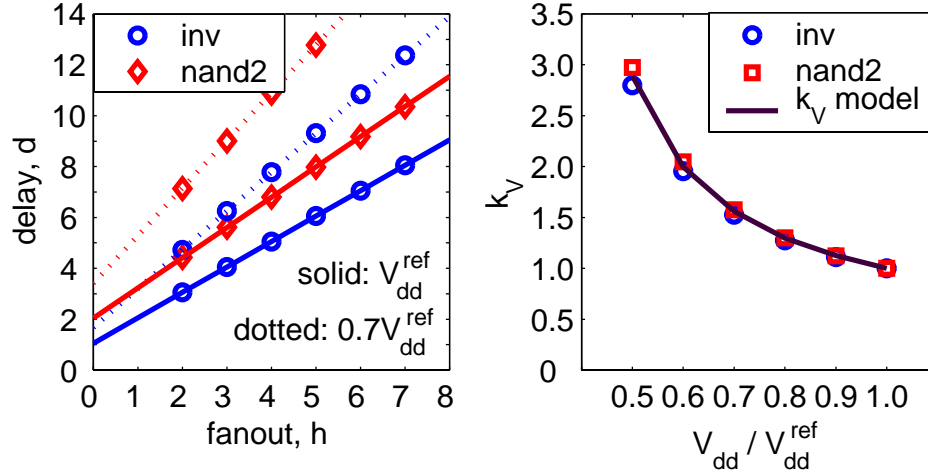 14
12
10
8
6
4
2
0
delay, d
inv
nand2
solid: V_dd^ref
dotted: 0.7V_dd^ref
0 1 2 3 4 5 6 7 8
fanout, h
3.5
3.0
2.5
2.0
1.5
1.0
0.5
0
k_V
inv
nand2
k_V model
0.5 0.6 0.7 0.8 0.9 1.0
V_dd / V_dd^ref